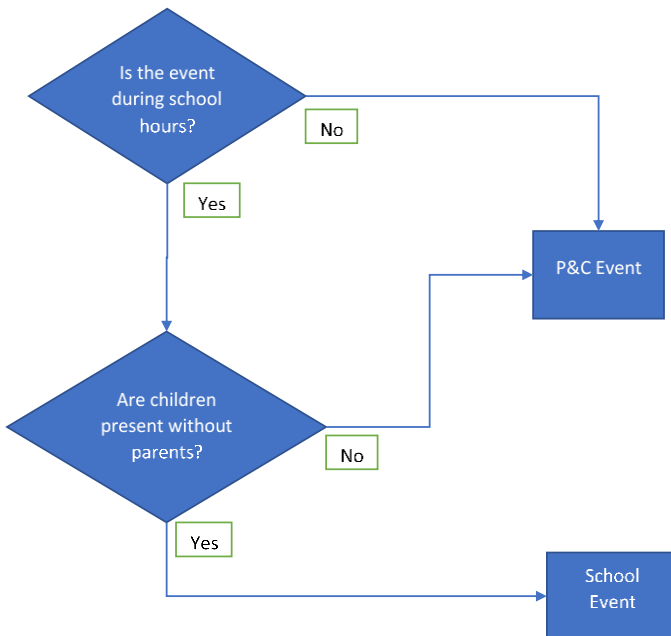 Is the event
during school
hours?
No
Yes
P&C Event
Are children
present without
parents?
No
Yes
School
Event